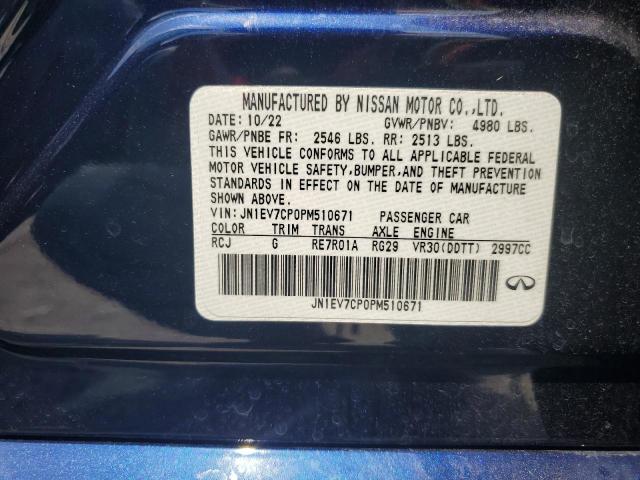 MANUFACTURED BY NISSAN MOTOR CO.,LTD.
DATE: 10/22 GVWR/PNBV: 4980 LBS.
GAWR/PNBE FR: 2546 LBS. RR: 2513 LBS.
THIS VEHICLE CONFORMS TO ALL APPLICABLE FEDERAL
MOTOR VEHICLE SAFETY,BUMPER,AND THEFT PREVENTION
STANDARDS IN EFFECT ON THE DATE OF MANUFACTURE
SHOWN ABOVE.
VIN: JN1EV7CP0PM510671 PASSENGER CAR
COLOR TRIM TRANS AXLE ENGINE
RCJ G RE7R01A RG29 VR30(DDTT) 2997CC
JN1EV7CP0PM510671